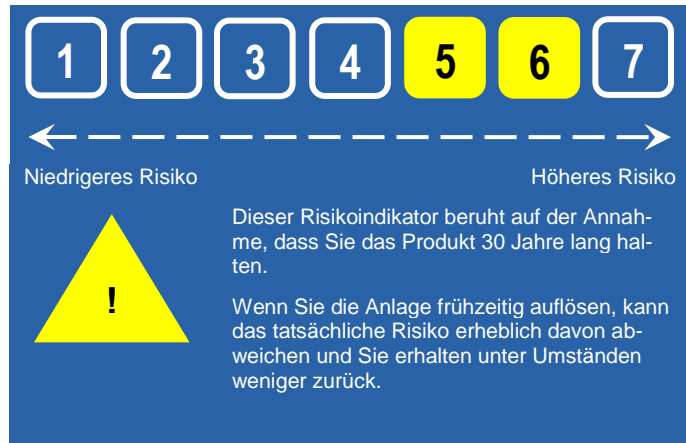 1 2 3 4 5 6 7
Niedrigeres Risiko Höheres Risiko
!
Dieser Risikoindikator beruht auf der Annah-
me, dass Sie das Produkt 30 Jahre lang hal-
ten.
Wenn Sie die Anlage frühzeitig auflösen, kann
das tatsächliche Risiko erheblich davon ab-
weichen und Sie erhalten unter Umständen
weniger zurück.